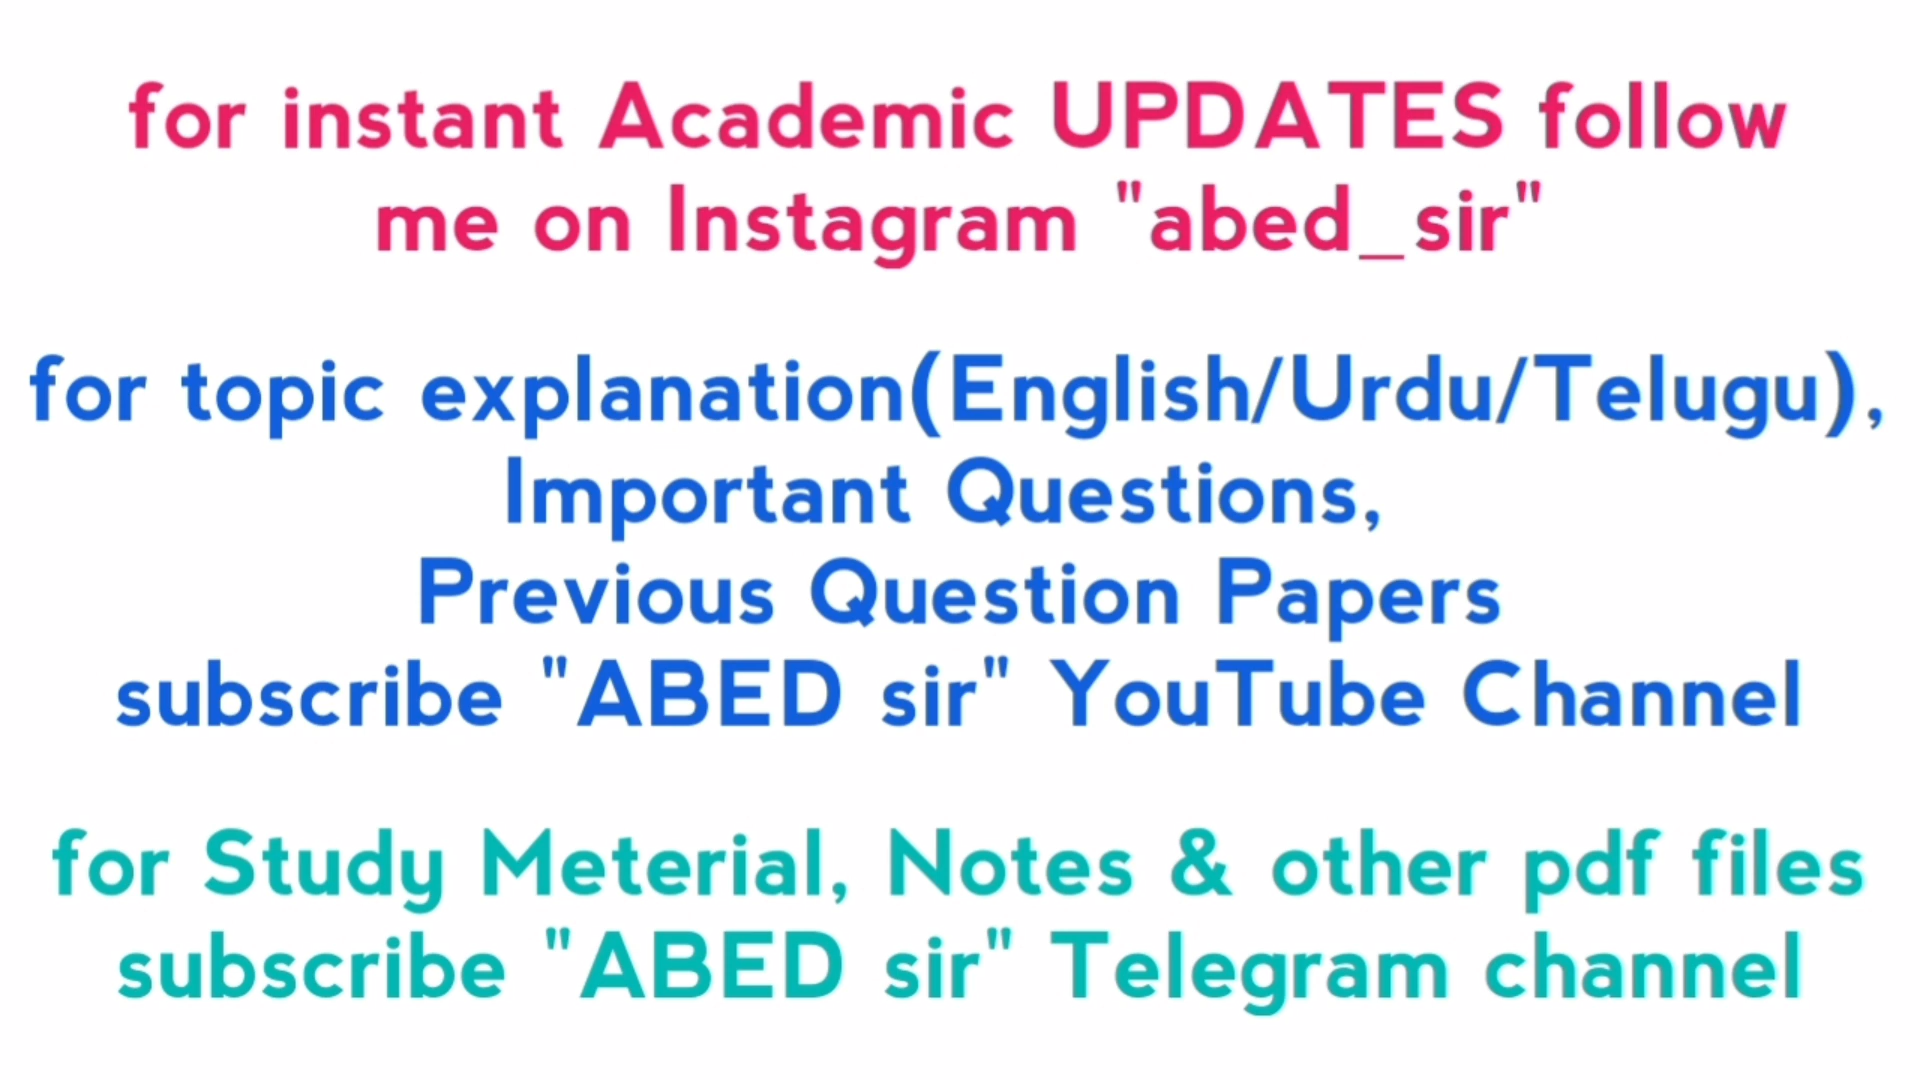 for instant Academic UPDATES follow
me on Instagram "abed_sir"
for topic explanation(English/Urdu/Telugu),
Important Questions,
Previous Question Papers
subscribe "ABED sir" YouTube Channel
for Study Meterial, Notes & other pdf files
subscribe "ABED sir" Telegram channel